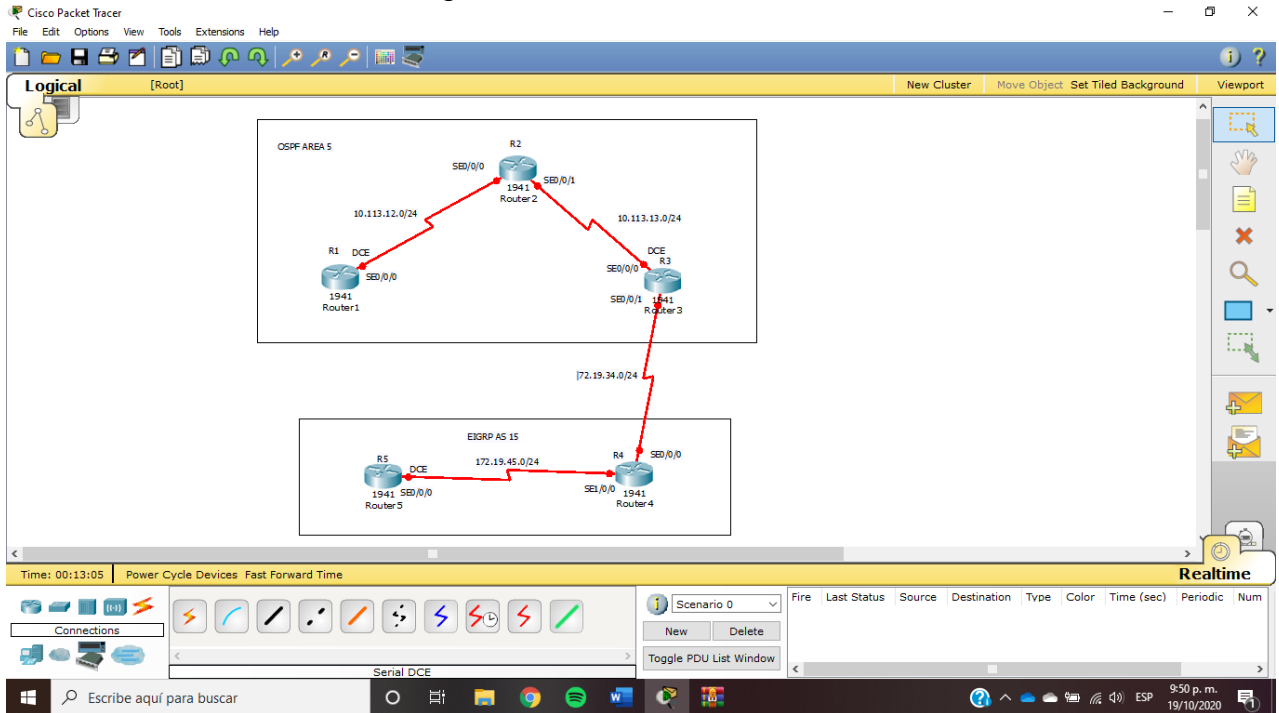 Cisco Packet Tracer
File Edit Options View Tools Extensions Help
Logical [Root] New Cluster Move Object Set Tiled Background Viewport
OSPF AREA 5
R2
SE0/0/0
SE0/0/1
1941
Router2
10.113.12.0/24
10.113.13.0/24
R1 DCE
SE0/0/0
1941
Router1
DCE
R3
SE0/0/0
SE0/0/1 1941
Router3
172.19.34.0/24
EIGRP AS 15
R5 DCE 172.19.45.0/24 R4 SE0/0/0
1941 SE0/0/0 SE1/0/0 1941
Router5 Router4
Time: 00:13:05 Power Cycle Devices Fast Forward Time Realtime
Connections
Serial DCE
Scenario 0
New Delete
Toggle PDU List Window
Fire Last Status Source Destination Type Color Time (sec) Periodic Num
Escribe aquí para buscar
ESP
9:50 p. m.
19/10/2020